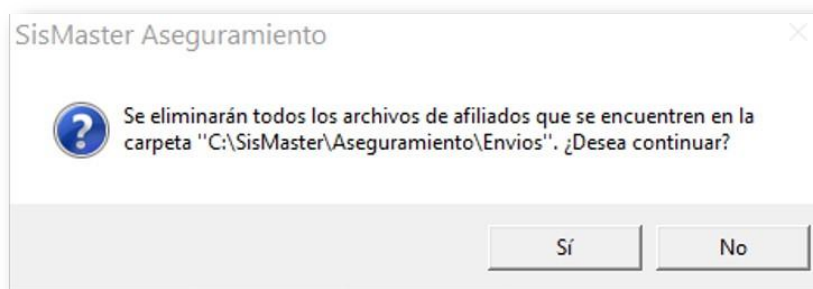 SisMaster Aseguramiento
Se eliminarán todos los archivos de afiliados que se encuentren en la
carpeta "C:\SisMaster\Aseguramiento\Envios". ¿Desea continuar?
Sí
No